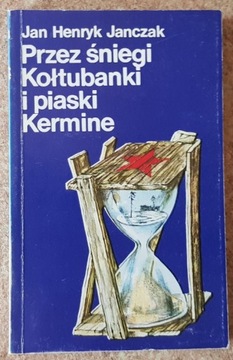 Jan Henryk Janczak
Przez śniegi
Kołtubanki
i piaski
Kermine